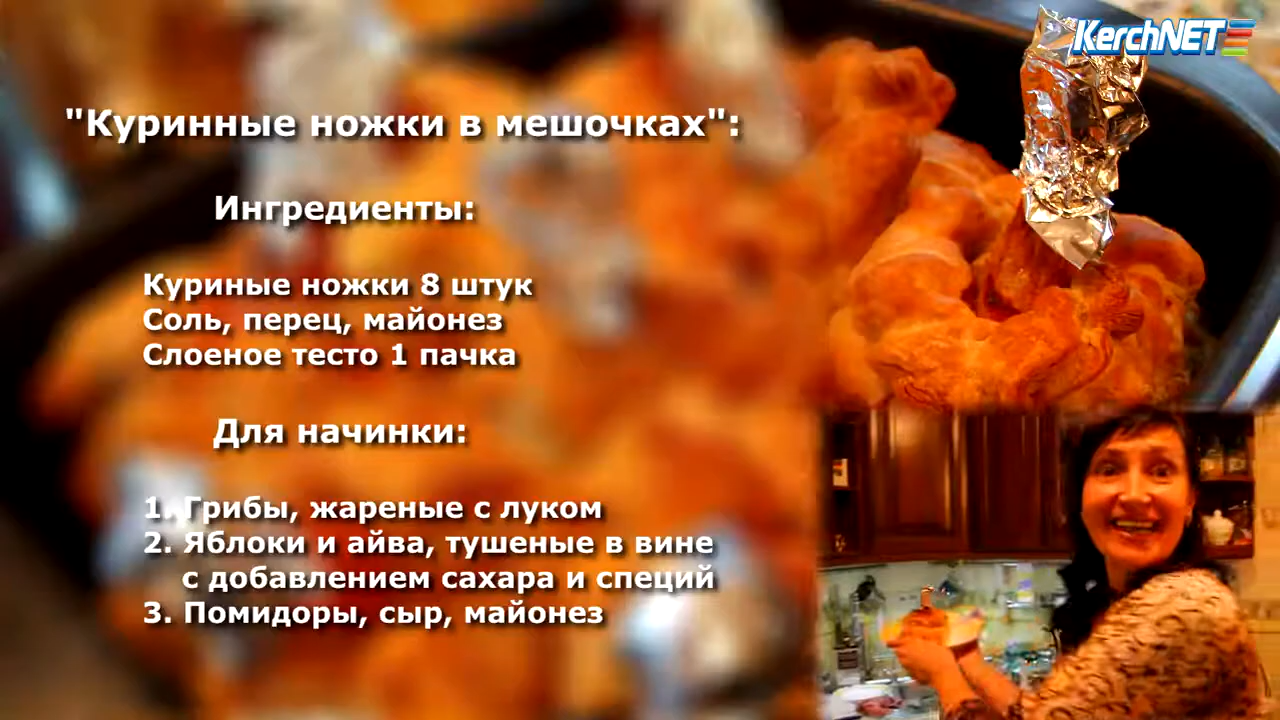 KerchNET
"Куринные ножки в мешочках":
Ингредиенты:
Куриные ножки 8 штук
Соль, перец, майонез
Слоеное тесто 1 пачка
Для начинки:
1. Грибы, жареные с луком
2. Яблоки и айва, тушеные в вине
с добавлением сахара и специй
3. Помидоры, сыр, майонез